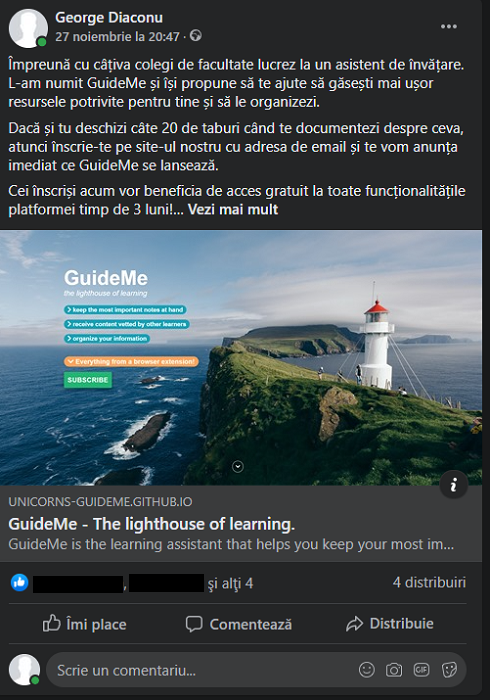 George Diaconu
27 noiembrie la 20:47 ·
Împreună cu câțiva colegi de facultate lucrez la un asistent de învățare.
L-am numit GuideMe și își propune să te ajute să găsești mai ușor
resursele potrivite pentru tine și să le organizezi.
Dacă și tu deschizi câte 20 de taburi când te documentezi despre ceva,
atunci înscrie-te pe site-ul nostru cu adresa de email și te vom anunța
imediat ce GuideMe se lansează.
Cei înscriși acum vor beneficia de acces gratuit la toate funcționalitățile
platformei timp de 3 luni!... Vezi mai mult
GuideMe
the lighthouse of learning
keep the most important notes at hand
receive content vetted by other learners
organize your information
Everything from a browser extension!
SUBSCRIBE
UNICORNS-GUIDEME.GITHUB.IO
GuideMe - The lighthouse of learning.
GuideMe is the learning assistant that helps you keep your most im...
, și alți 4
4 distribuiri
Îmi place
Comentează
Distribuie
Scrie un comentariu...
GIF